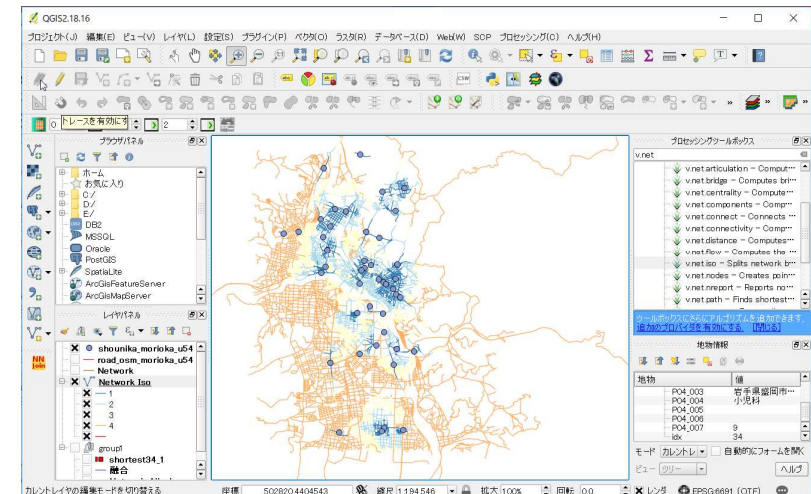 QGIS2.18.16
プロジェクト(J) 編集(E) ビュー(V) レイヤ(L) 設定(S) プラグイン(P) ベクタ(O) ラスタ(R) データベース(D) Web(W) SCP プロセッシング(C) ヘルプ(H)
CSW
0 トレースを有効にす 2
ブラウザパネル
ホーム
お気に入り
C:/
D:/
E:/
DB2
MSSQL
Oracle
PostGIS
SpatiaLite
ArcGisFeatureServer
ArcGisMapServer
レイヤパネル
shounika_morioka_u54
road_osm_morioka_u54
Network
Network Iso
1
2
3
4
group1
shortest34_1
融合
NN
join
プロセッシングツールボックス
v.net
v.net.articulation - Comput…
v.net.bridge - Computes bri…
v.net.centrality - Compute…
v.net.components - Comp…
v.net.connect - Connects …
v.net.connectivity - Comp…
v.net.distance - Computes…
v.net.flow - Computes the …
v.net.iso - Splits network b…
v.net.nodes - Creates poin…
v.net.nreport - Reports no…
v.net.path - Finds shortest…
ツールボックスにさらにアルゴリズムを追加できます。
追加のプロバイダを有効にする [閉じる]
地物情報
地物 値
P04_003 岩手県盛岡市…
P04_004 小児科
P04_005
P04_006
P04_007 9
idx 34
モード カレントレ 自動的にフォームを開く
ビュー ツリー ヘルプ
カレントレイヤの編集モードを切り替える 座標 縮尺 1:194546 拡大 100% 回転 0.0 レンダ EPSG:6691 (OTF)